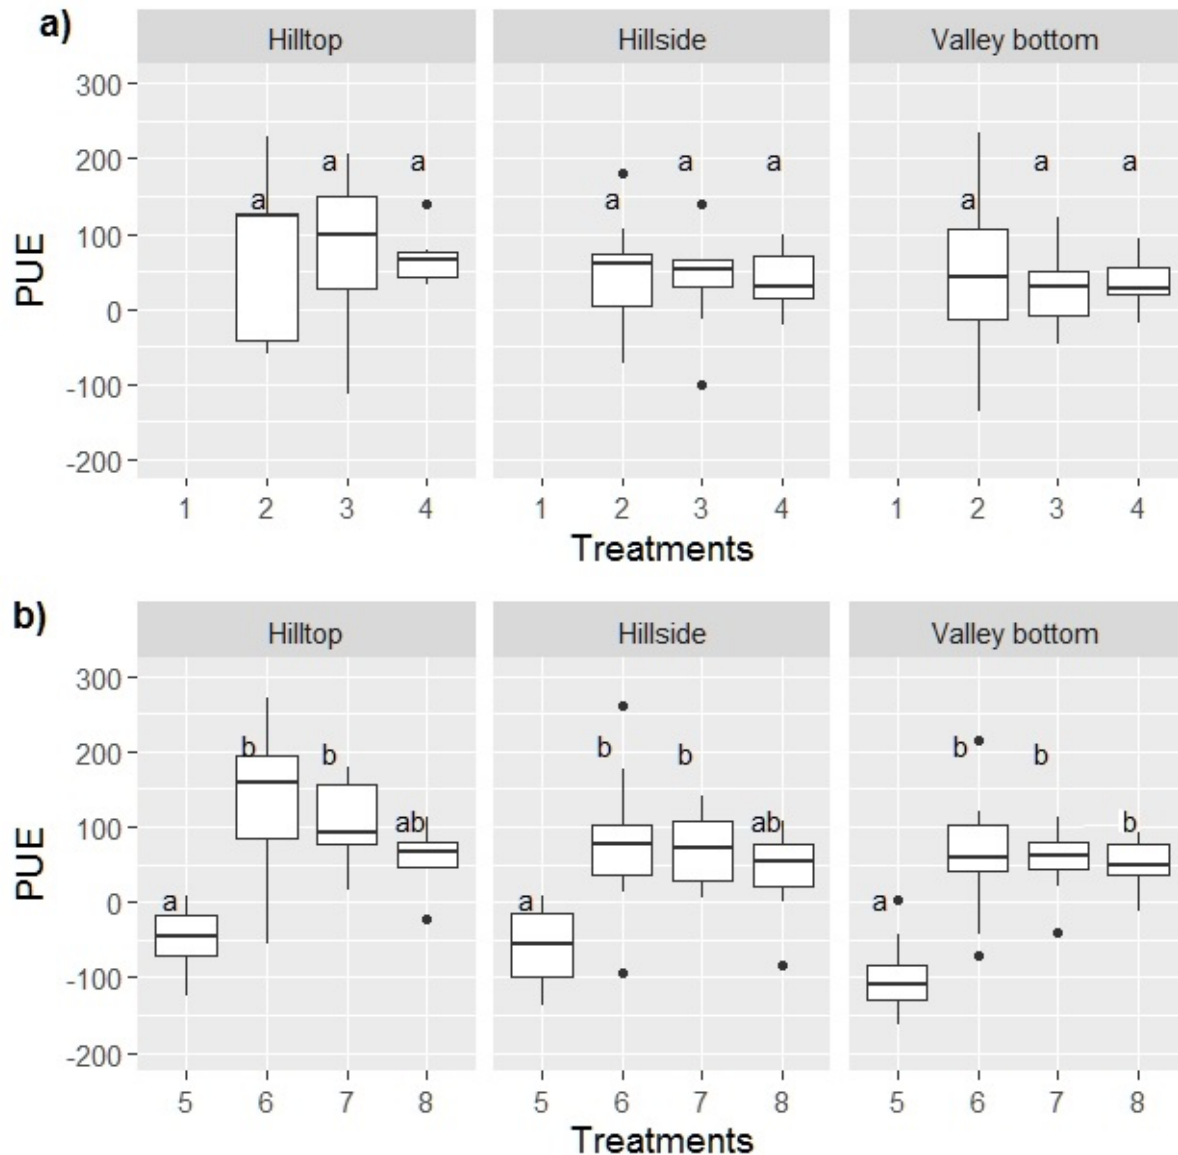 a)
Hilltop Hillside Valley bottom
300
200
100
0
-100
-200
PUE
a a a a a a a a a
1 2 3 4 1 2 3 4 1 2 3 4
Treatments
b)
Hilltop Hillside Valley bottom
300
200
100
0
-100
-200
PUE
a b b ab a b b ab a b b b
5 6 7 8 5 6 7 8 5 6 7 8
Treatments